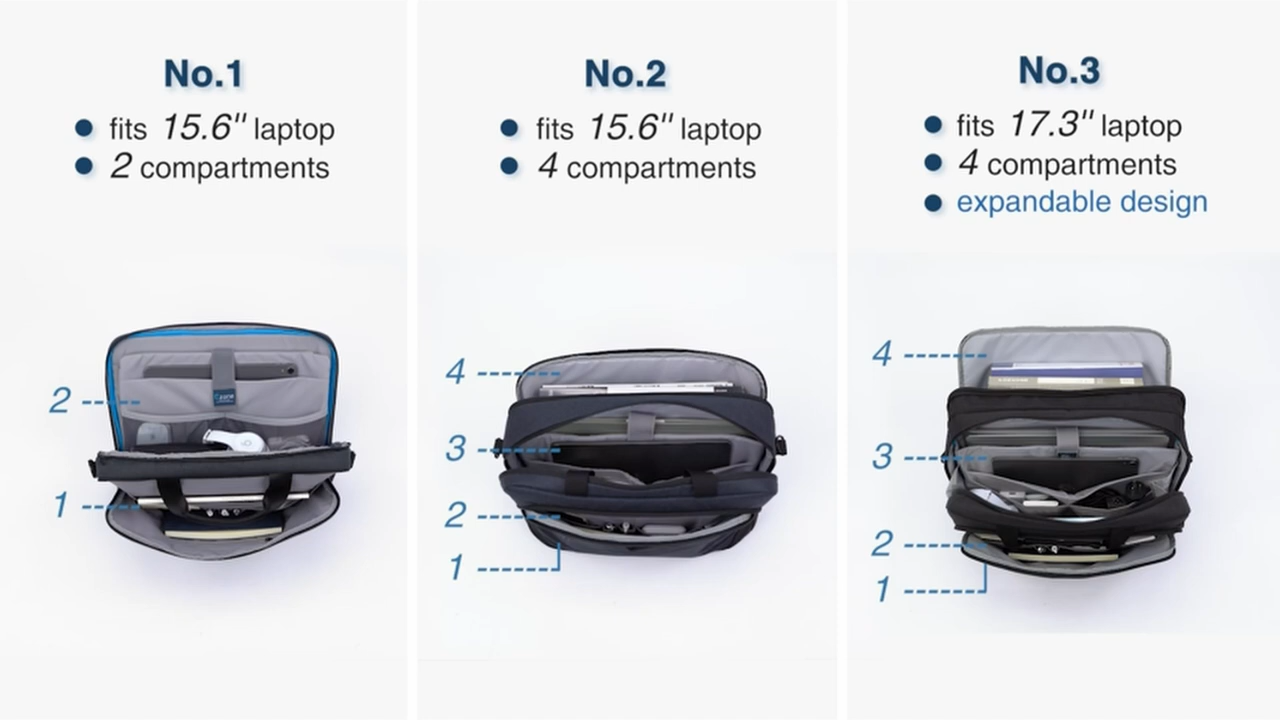 No.1
fits 15.6" laptop
2 compartments
2
1
No.2
fits 15.6" laptop
4 compartments
4
3
2
1
No.3
fits 17.3" laptop
4 compartments
expandable design
4
3
2
1